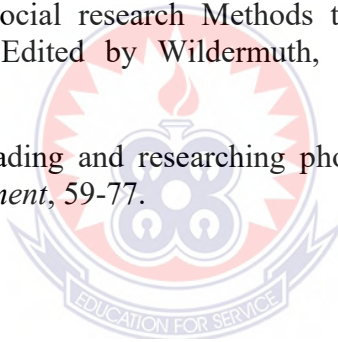 ocial research Methods t
Edited by Wildermuth,
ading and researching pho
ment, 59-77.
EDUCATION FOR SERVICE